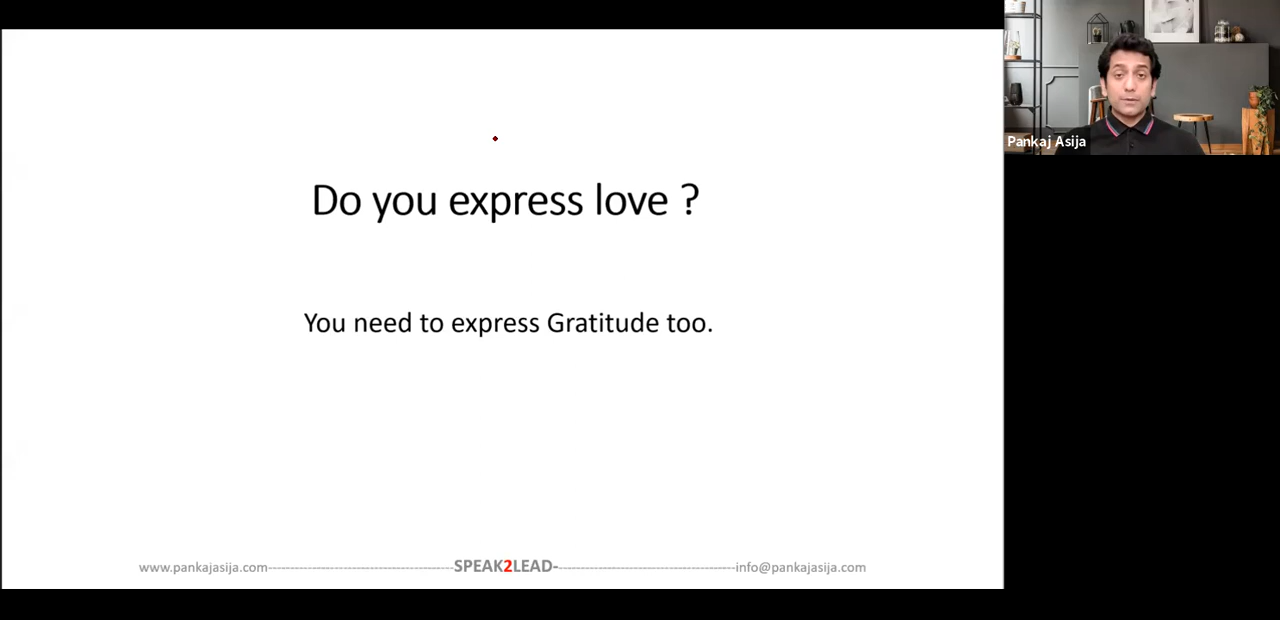 Do you express love ?
You need to express Gratitude too.
www.pankajasija.com------------------------------------------SPEAK2LEAD-----------------------------------------info@pankajasija.com
Pankaj Asija